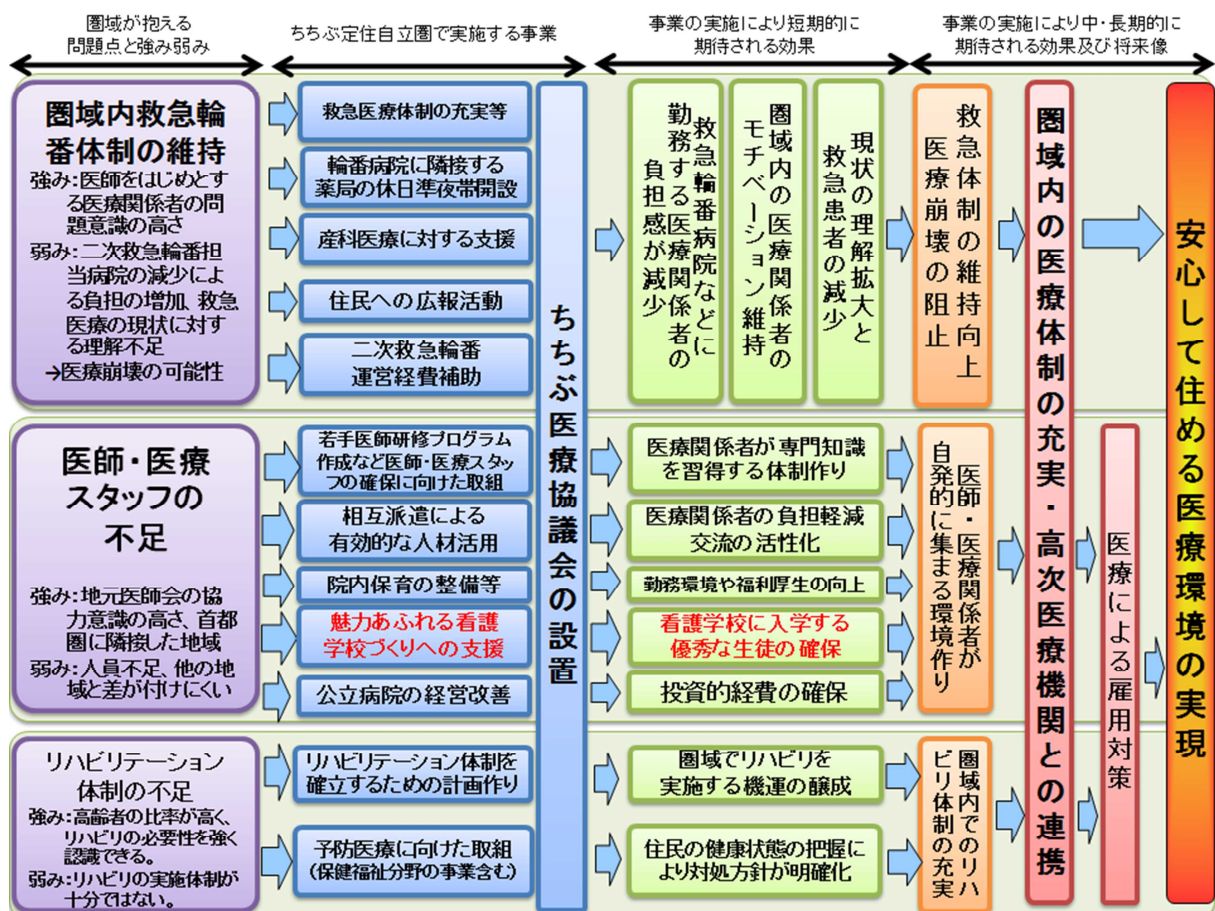 圏域が抱える
問題点と強み弱み
ちちぶ定住自立圏で実施する事業
事業の実施により短期的に
期待される効果
事業の実施により中・長期的に
期待される効果及び将来像
圏域内救急輪
番体制の維持
強み：医師をはじめとす
る医療関係者の問
題意識の高さ
弱み：二次救急輪番担
当病院の減少によ
る負担の増加、救急
医療の現状に対す
る理解不足
→医療崩壊の可能性
救急医療体制の充実等
輪番病院に隣接する
薬局の休日準夜帯開設
産科医療に対する支援
住民への広報活動
二次救急輪番
運営経費補助
ちちぶ医療協議会の設置
救急輪番病院などに
勤務する医療関係者の
負担感が減少
圏域内の医療関係者の
モチベーション維持
現状の理解拡大と
救急患者の減少
救急体制の維持向上
医療崩壊の阻止
圏域内の医療体制の充実・高次医療機関との連携
安心して住める医療環境の実現
医師・医療
スタッフの
不足
強み：地元医師会の協
力意識の高さ、首都
圏に隣接した地域
弱み：人員不足、他の地
域と差が付けにくい
若手医師研修プログラム
作成など医師・医療スタッ
フの確保に向けた取組
相互派遣による
有効的な人材活用
院内保育の整備等
魅力あふれる看護
学校づくりへの支援
公立病院の経営改善
医療関係者が専門知識
を習得する体制作り
医療関係者の負担軽減
交流の活性化
勤務環境や福利厚生の向上
看護学校に入学する
優秀な生徒の確保
投資的経費の確保
医師・医療関係者が
自発的に集まる環境作り
医療による雇用対策
リハビリテーション
体制の不足
強み：高齢者の比率が高く、
リハビリの必要性を強く
認識できる。
弱み：リハビリの実施体制が
十分ではない。
リハビリテーション体制を
確立するための計画作り
予防医療に向けた取組
（保健福祉分野の事業含む）
圏域でリハビリを
実施する機運の醸成
住民の健康状態の把握に
より対処方針が明確化
圏域内でのリハ
ビリ体制の充実